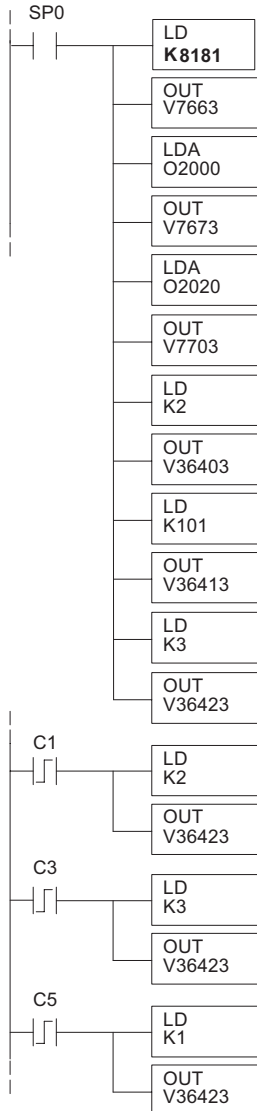 SP0
LD
K8181
OUT
V7663
LDA
O2000
OUT
V7673
LDA
O2020
OUT
V7703
LD
K2
OUT
V36403
LD
K101
OUT
V36413
LD
K3
OUT
V36423
C1
LD
K2
OUT
V36423
C3
LD
K3
OUT
V36423
C5
LD
K1
OUT
V36423